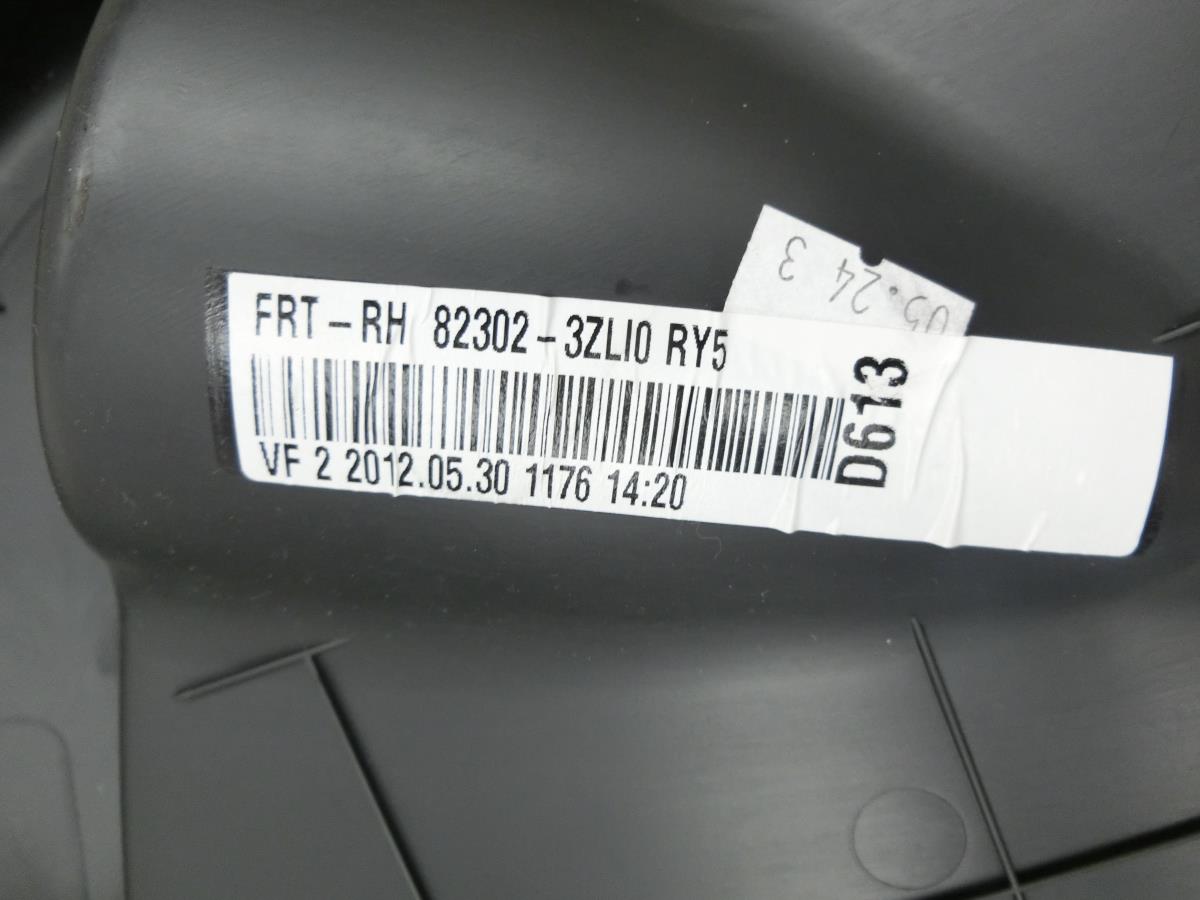 05.24 3
FRT-RH 82302-3ZLI0 RY5
D613
VF 2 2012.05.30 1176 14:20